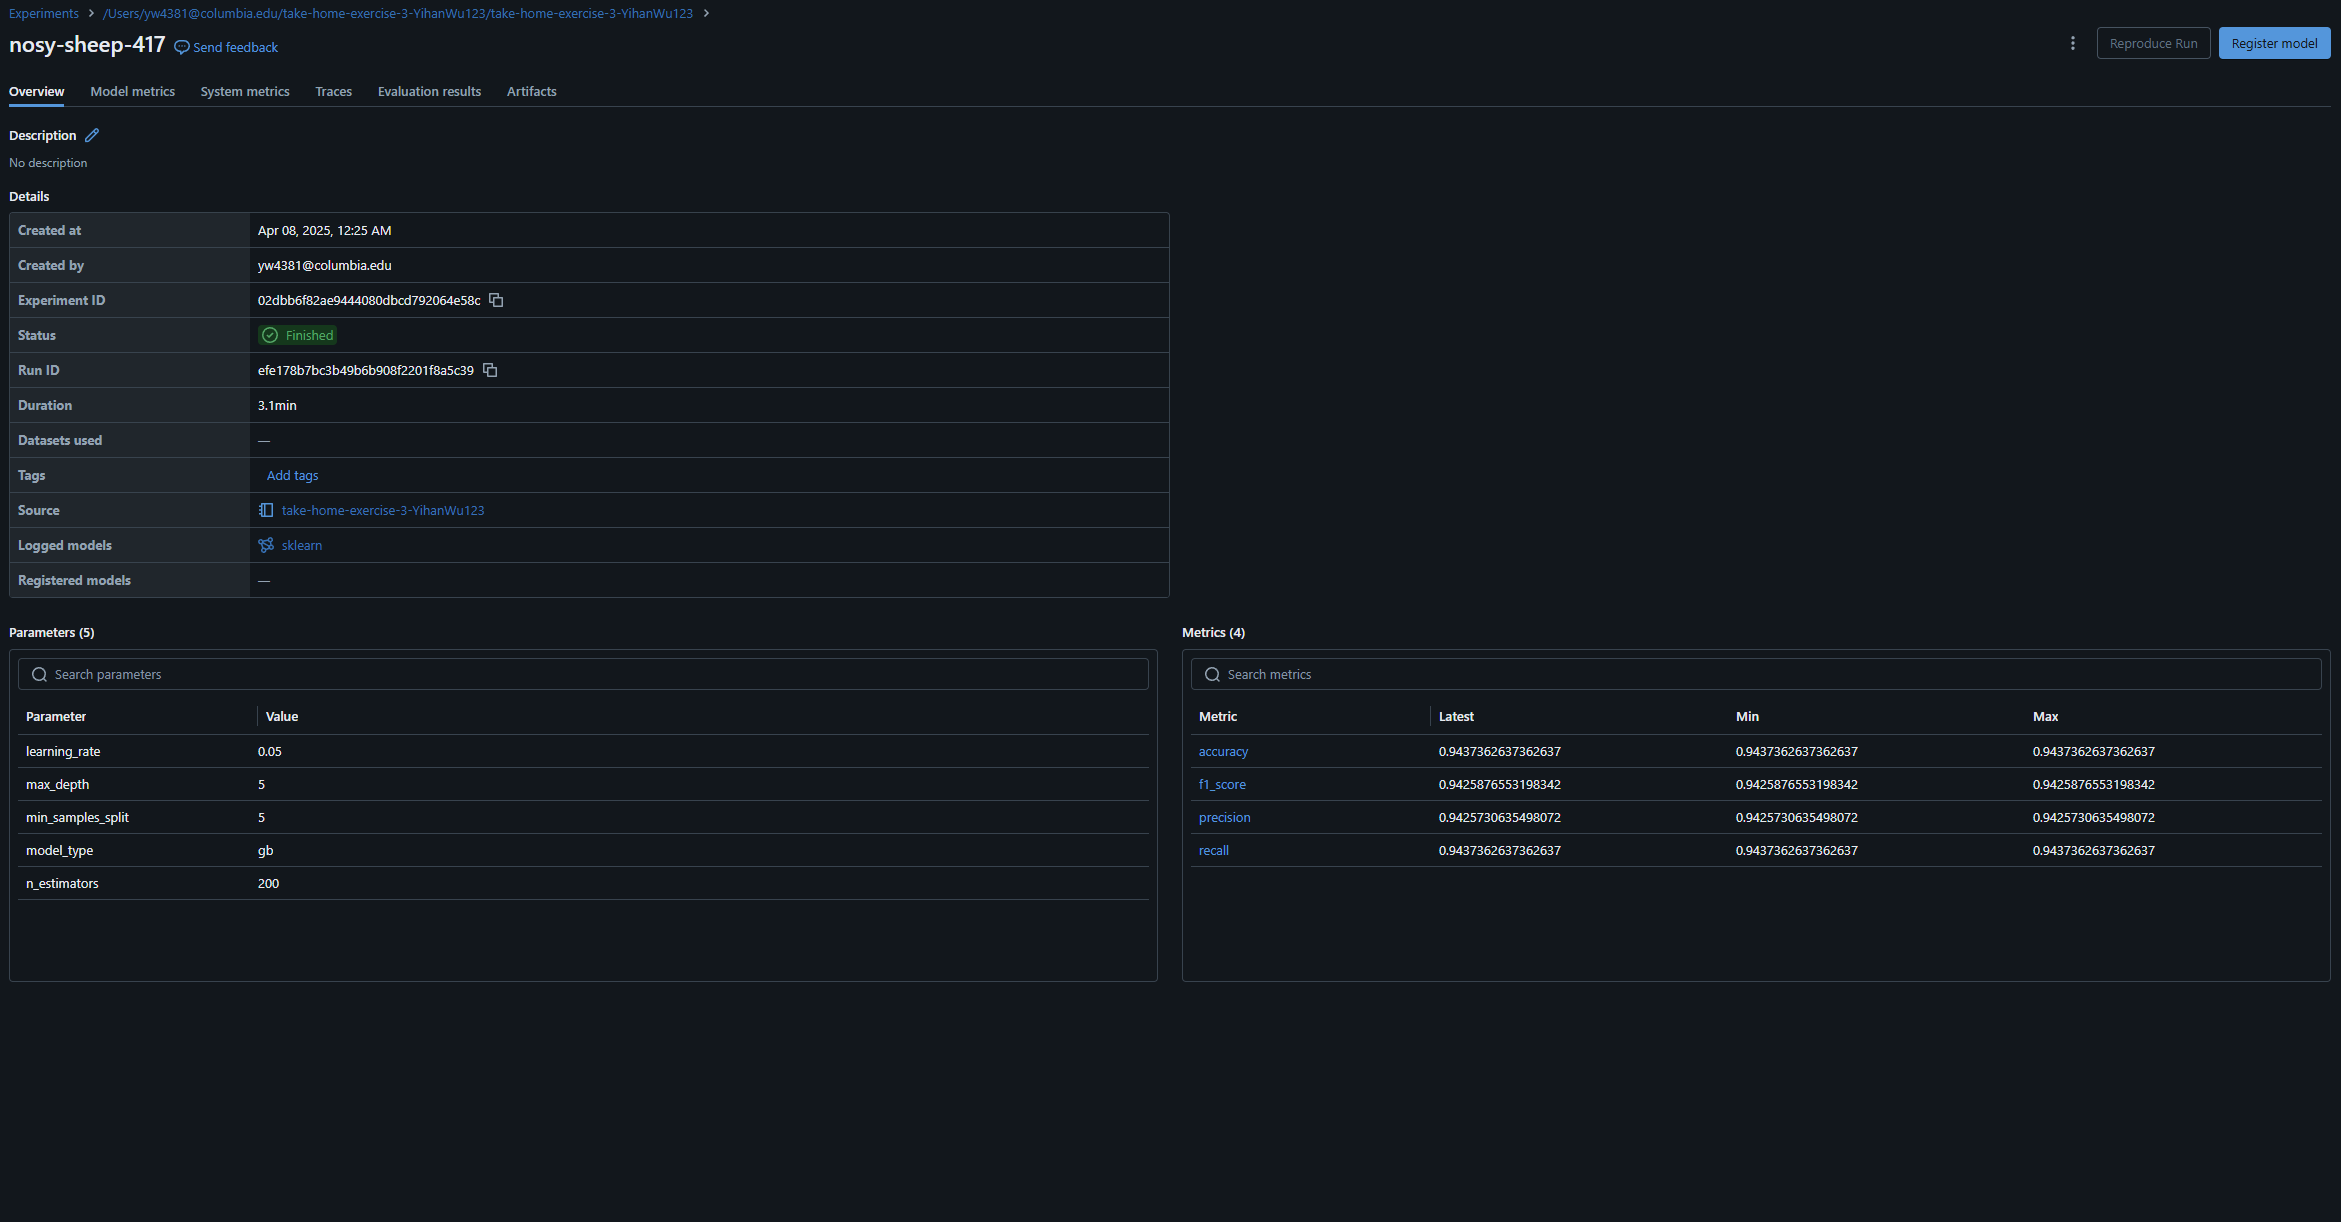 Experiments > /Users/yw4381@columbia.edu/take-home-exercise-3-YihanWu123/take-home-exercise-3-YihanWu123 >
nosy-sheep-417 Send feedback
Reproduce Run Register model
Overview Model metrics System metrics Traces Evaluation results Artifacts
Description
No description
Details
Created at Apr 08, 2025, 12:25 AM
Created by yw4381@columbia.edu
Experiment ID 02dbb6f82ae9444080dbcd792064e58c
Status Finished
Run ID efe178b7bc3b49b6b908f2201f8a5c39
Duration 3.1min
Datasets used —
Tags Add tags
Source take-home-exercise-3-YihanWu123
Logged models sklearn
Registered models —
Parameters (5)
Search parameters
Parameter Value
learning_rate 0.05
max_depth 5
min_samples_split 5
model_type gb
n_estimators 200
Metrics (4)
Search metrics
Metric Latest Min Max
accuracy 0.9437362637362637 0.9437362637362637 0.9437362637362637
f1_score 0.9425876553198342 0.9425876553198342 0.9425876553198342
precision 0.9425730635498072 0.9425730635498072 0.9425730635498072
recall 0.9437362637362637 0.9437362637362637 0.9437362637362637